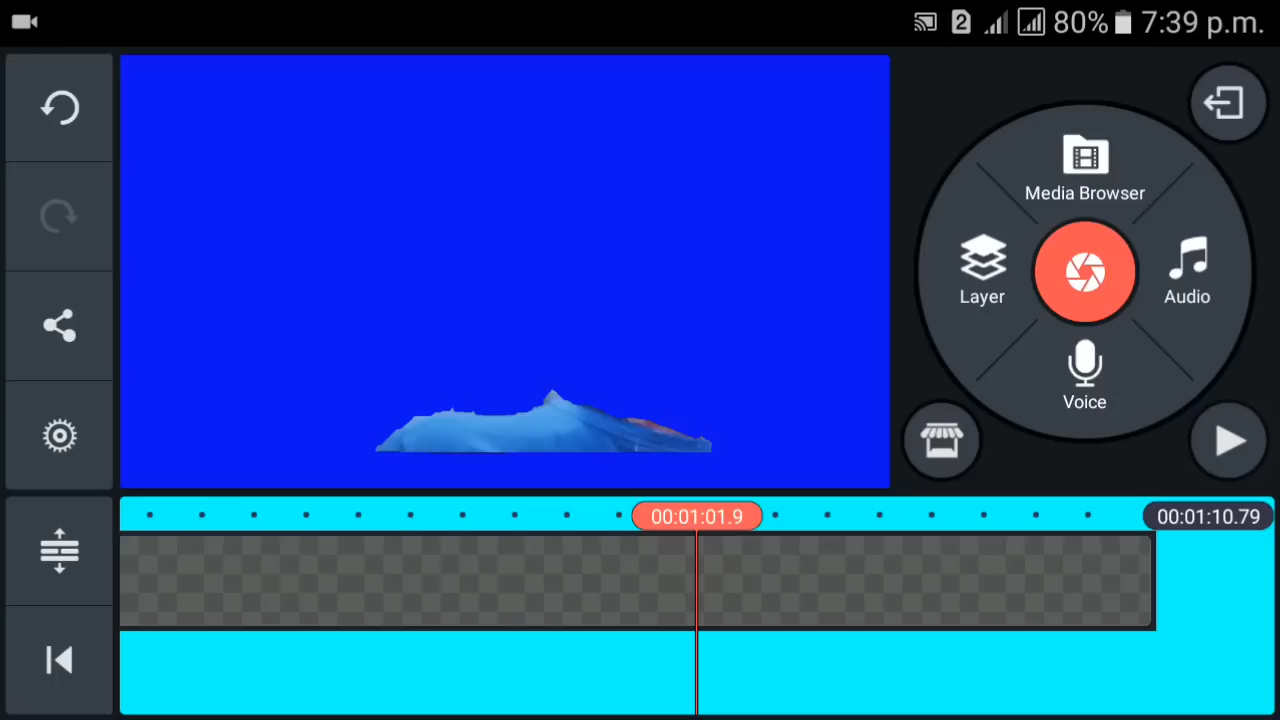 2 80% 7:39 p.m.
Media Browser
Layer
Audio
Voice
00:01:01.9
00:01:10.79